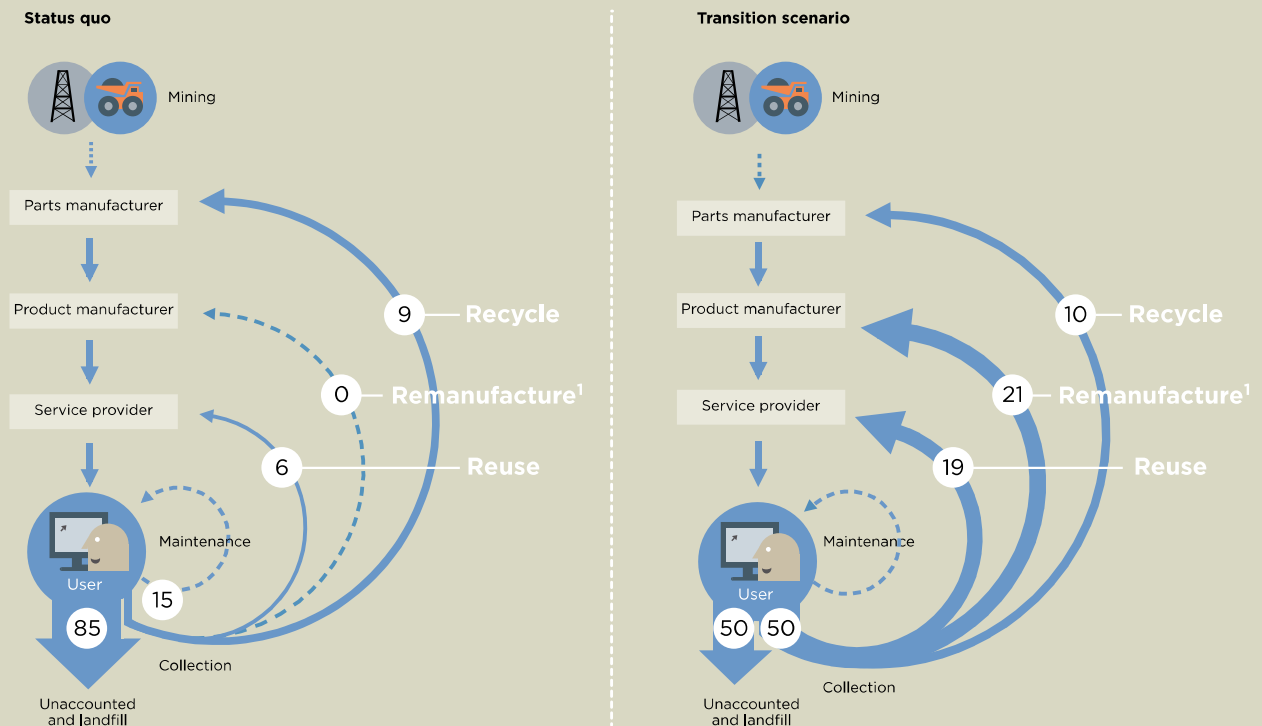 Status quo
Mining
Parts manufacturer
Product manufacturer
9
Recycle
0
Remanufacture¹
Service provider
6
Reuse
Maintenance
User
15
85
Collection
Unaccounted
and landfill
Transition scenario
Mining
Parts manufacturer
Product manufacturer
10
Recycle
21
Remanufacture¹
Service provider
19
Reuse
Maintenance
User
50
50
Collection
Unaccounted
and landfill